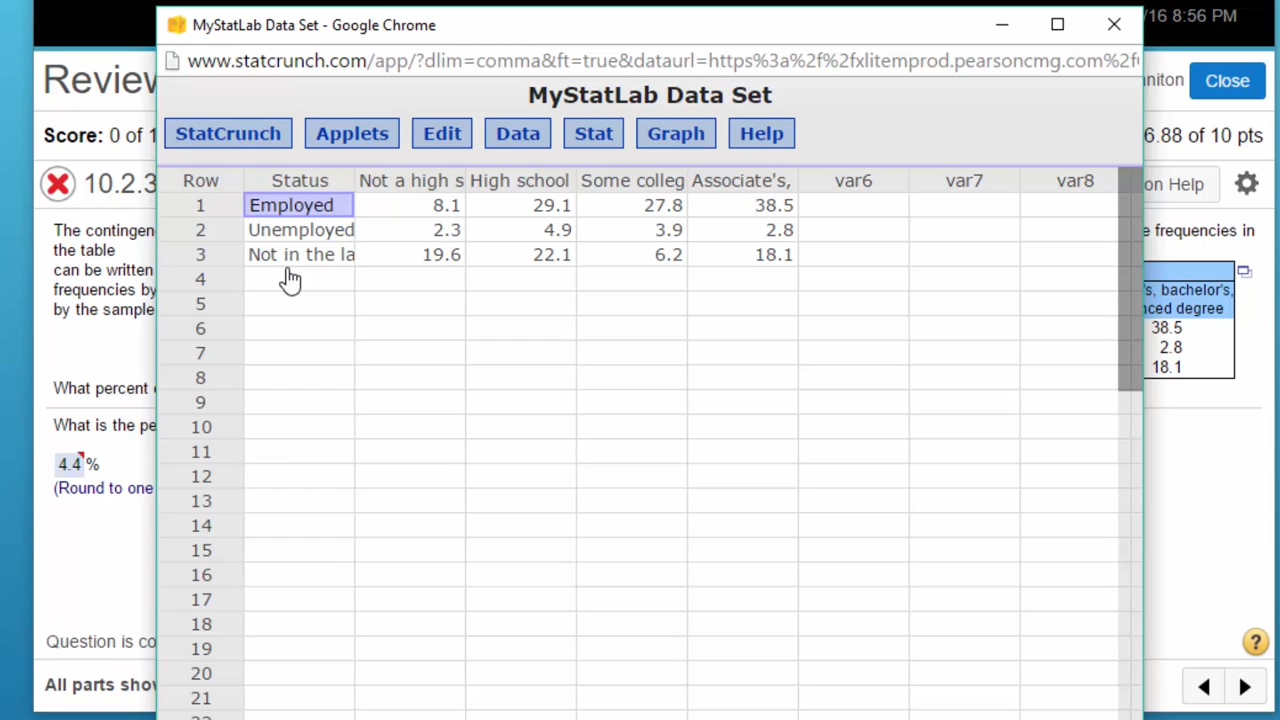 /16 8:56 PM
MyStatLab Data Set - Google Chrome
www.statcrunch.com/app/?dlim=comma&ft=true&dataurl=https%3a%2f%2fxlitemprod.pearsoncmg.com%2f
Review
niton
Close
MyStatLab Data Set
Score: 0 of 1
6.88 of 10 pts
StatCrunch Applets Edit Data Stat Graph Help
10.2.3
on Help
Row Status Not a high s High school Some colleg Associate's, var6 var7 var8
1 Employed 8.1 29.1 27.8 38.5
2 Unemployed 2.3 4.9 3.9 2.8
3 Not in the la 19.6 22.1 6.2 18.1
4
5
6
7
8
9
10
11
12
13
14
15
16
17
18
19
20
21
The contingen
the table
can be written
frequencies by
by the sample
e frequencies in
's, bachelor's,
nced degree
38.5
2.8
18.1
What percent
What is the pe
4.4 %
(Round to one
Question is co
?
All parts show